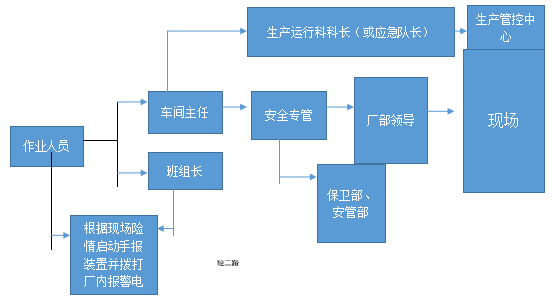 生产运行科科长（或应急队长）
生产管控中
心
车间主任
安全专管
厂部领导
现场
作业人员
班组长
保卫部、
安管部
根据现场险
情启动手报
装置并拨打
厂内报警电